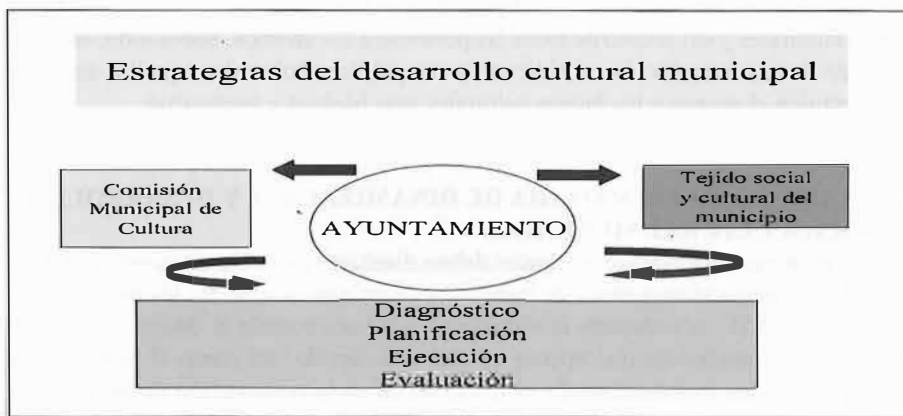 Estrategias del desarrollo cultural municipal
Comisión
Municipal de
Cultura
AYUNTAMIENTO
Tejido social
y cultural del
municipio
Diagnóstico
Planificación
Ejecución
Evaluación